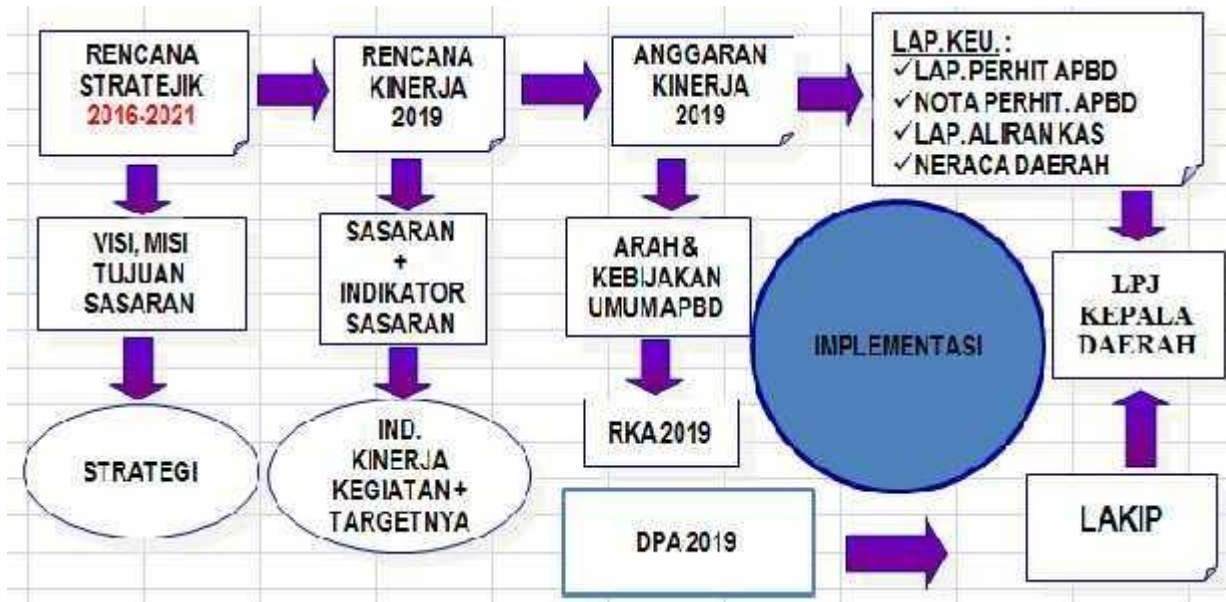 RENCANA
STRATEJIK
2016-2021
RENCANA
KINERJA
2019
ANGGARAN
KINERJA
2019
LAP.KEU. :
✓LAP.PERHIT APBD
✓NOTA PERHIT. APBD
✓LAP.ALIRAN KAS
✓NERACA DAERAH
VISI, MISI
TUJUAN
SASARAN
SASARAN
+
INDIKATOR
SASARAN
ARAH &
KEBIJAKAN
UMUM APBD
IMPLEMENTASI
LPJ
KEPALA
DAERAH
STRATEGI
IND.
KINERJA
KEGIATAN +
TARGETNYA
RKA 2019
DPA 2019
LAKIP